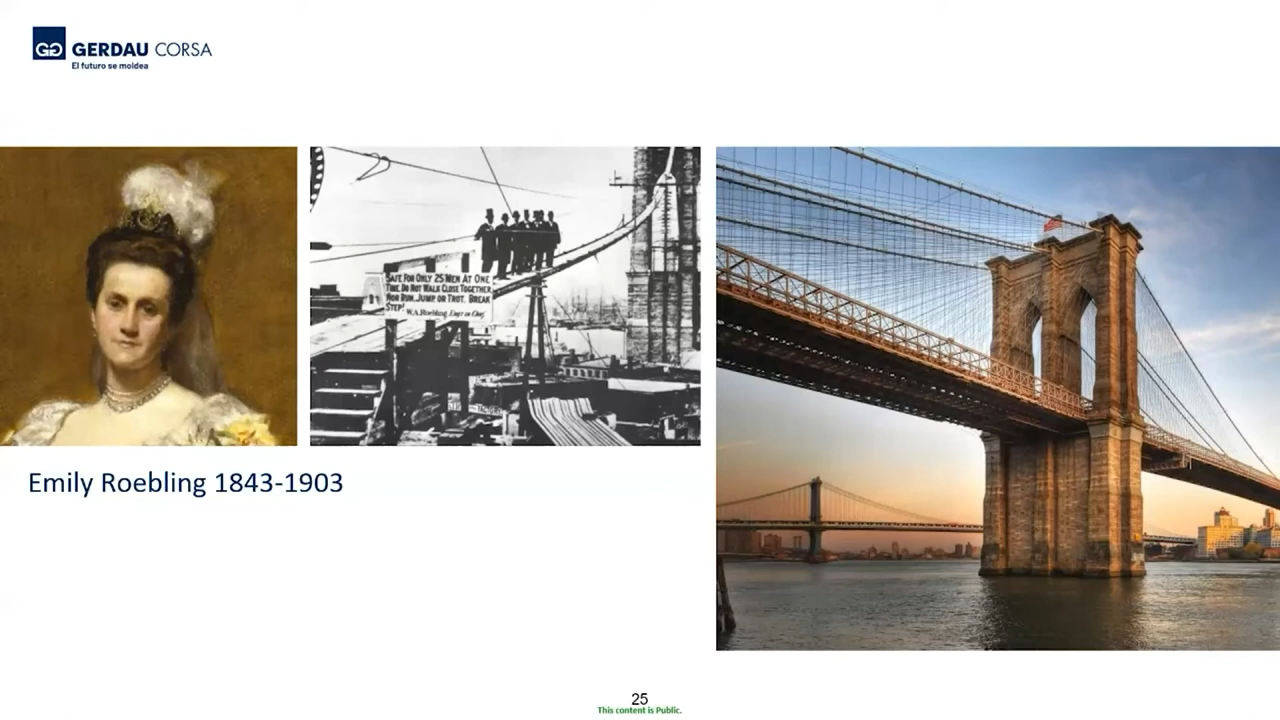 GG GERDAU CORSA
El futuro se moldea
SAFE FOR ONLY 25 MEN AT ONE
TIME. DO NOT WALK CLOSE TOGETHER.
NOR RUN, JUMP, OR TROT. BREAK
STEP!
W.A. Roebling, Engr in Chief
Emily Roebling 1843-1903
25
This content is Public.